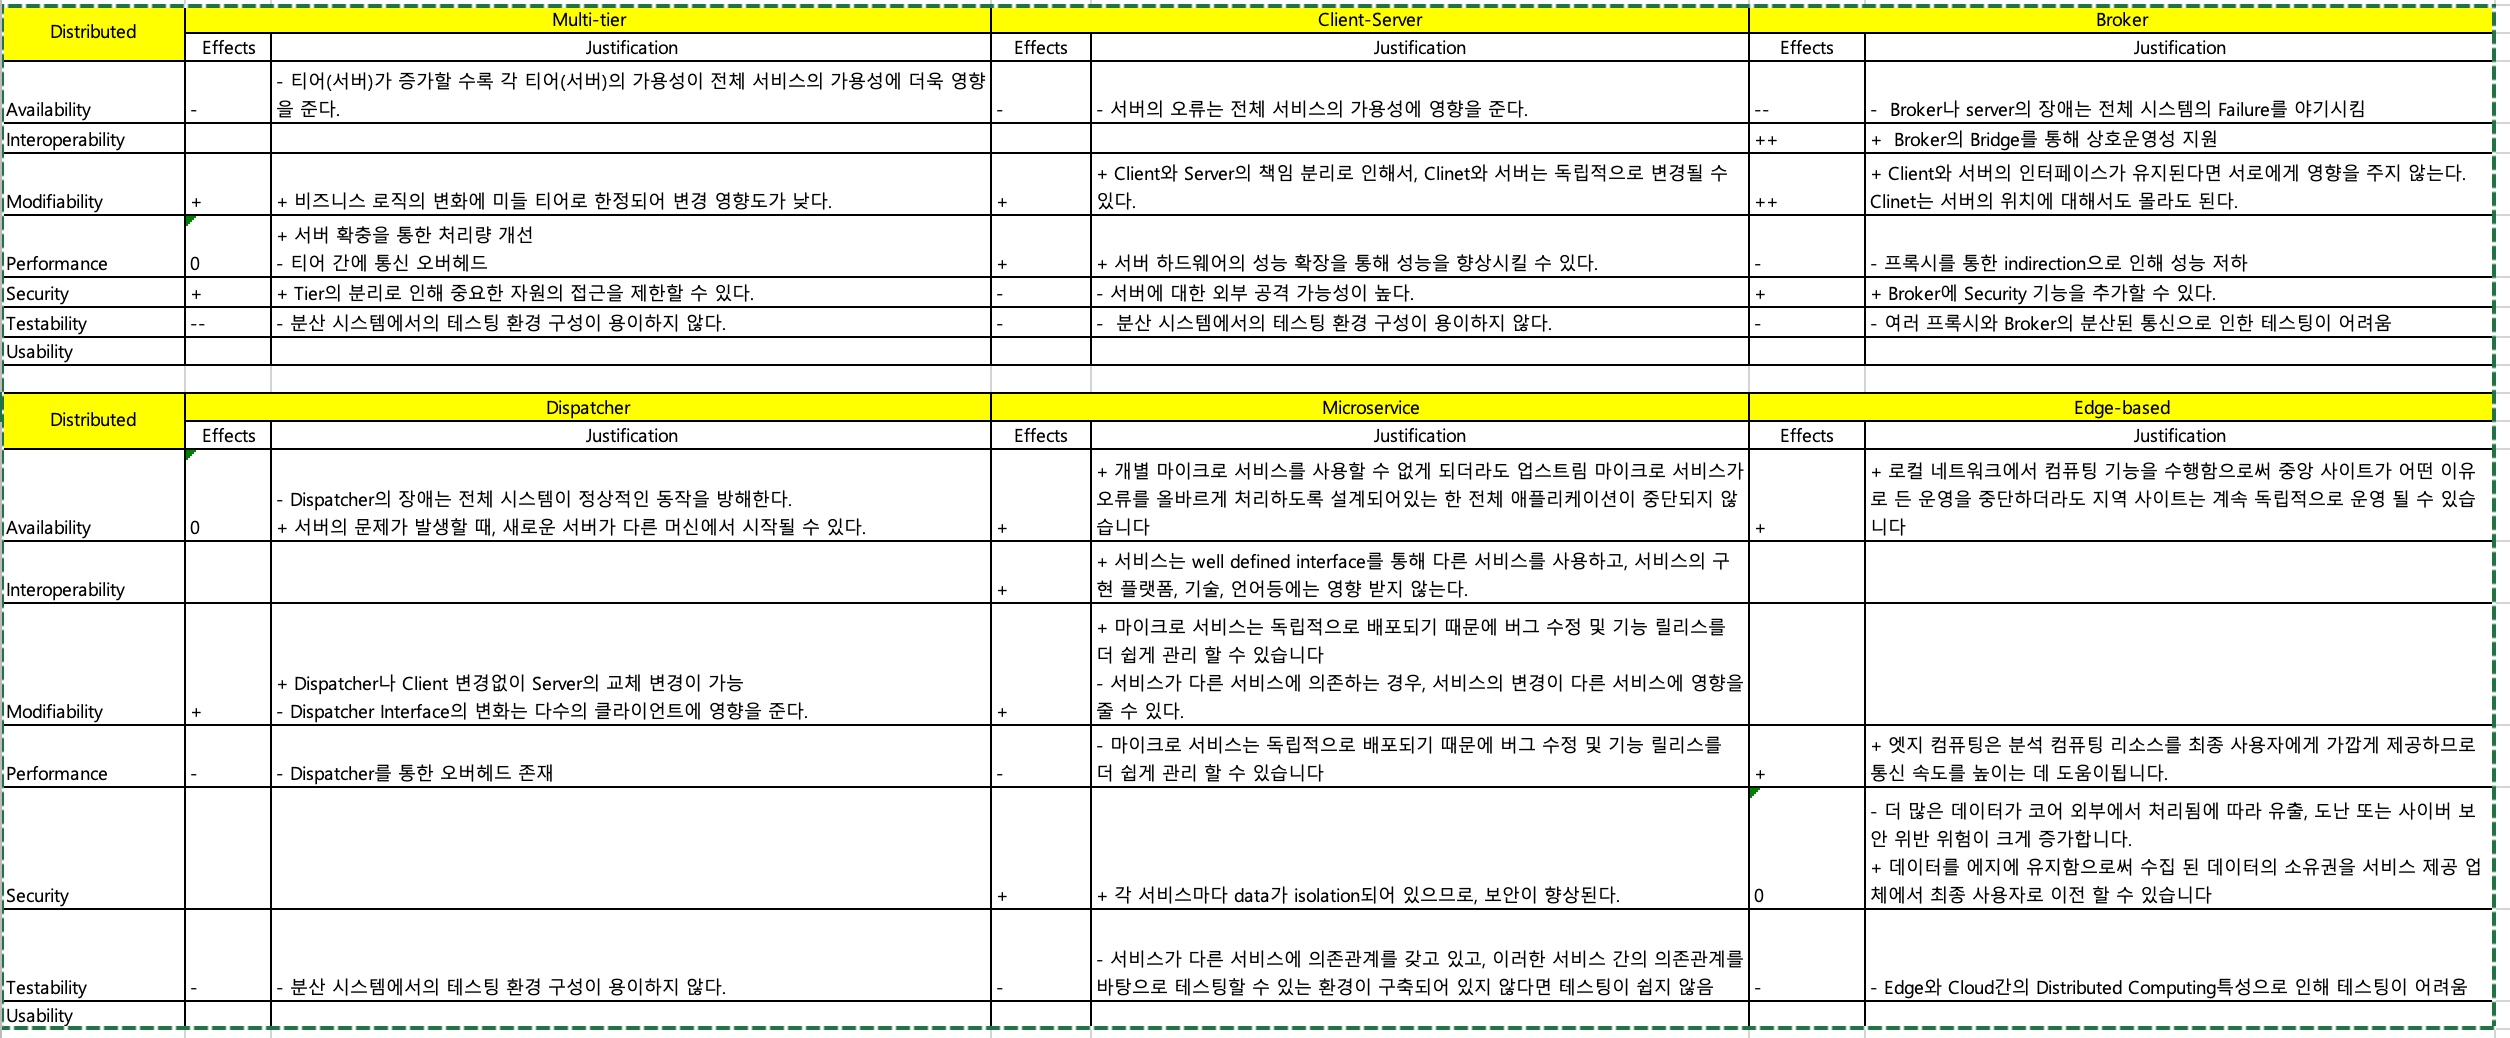 Distributed
Multi-tier
Client-Server
Broker
Effects
Justification
Effects
Justification
Effects
Justification
Availability
-
- 티어(서버)가 증가할 수록 각 티어(서버)의 가용성이 전체 서비스의 가용성에 더욱 영향
을 준다.
-
- 서버의 오류는 전체 서비스의 가용성에 영향을 준다.
--
-  Broker나 server의 장애는 전체 시스템의 Failure를 야기시킴
Interoperability
++
+  Broker의 Bridge를 통해 상호운영성 지원
Modifiability
+
+ 비즈니스 로직의 변화에 미들 티어로 한정되어 변경 영향도가 낮다.
+
+ Client와 Server의 책임 분리로 인해서, Clinet와 서버는 독립적으로 변경될 수
있다.
++
+ Client와 서버의 인터페이스가 유지된다면 서로에게 영향을 주지 않는다.
Clinet는 서버의 위치에 대해서도 몰라도 된다.
Performance
0
+ 서버 확충을 통한 처리량 개선
- 티어 간에 통신 오버헤드
+
+ 서버 하드웨어의 성능 확장을 통해 성능을 향상시킬 수 있다.
-
- 프록시를 통한 indirection으로 인해 성능 저하
Security
+
+ Tier의 분리로 인해 중요한 자원의 접근을 제한할 수 있다.
-
- 서버에 대한 외부 공격 가능성이 높다.
+
+ Broker에 Security 기능을 추가할 수 있다.
Testability
--
- 분산 시스템에서의 테스팅 환경 구성이 용이하지 않다.
-
-  분산 시스템에서의 테스팅 환경 구성이 용이하지 않다.
-
- 여러 프록시와 Broker의 분산된 통신으로 인한 테스팅이 어려움
Usability
Distributed
Dispatcher
Microservice
Edge-based
Effects
Justification
Effects
Justification
Effects
Justification
Availability
0
- Dispatcher의 장애는 전체 시스템이 정상적인 동작을 방해한다.
+ 서버의 문제가 발생할 때, 새로운 서버가 다른 머신에서 시작될 수 있다.
+
+ 개별 마이크로 서비스를 사용할 수 없게 되더라도 업스트림 마이크로 서비스가
오류를 올바르게 처리하도록 설계되어있는 한 전체 애플리케이션이 중단되지 않
습니다
+
+ 로컬 네트워크에서 컴퓨팅 기능을 수행함으로써 중앙 사이트가 어떤 이유
로 든 운영을 중단하더라도 지역 사이트는 계속 독립적으로 운영 될 수 있습
니다
Interoperability
+
+ 서비스는 well defined interface를 통해 다른 서비스를 사용하고, 서비스의 구
현 플랫폼, 기술, 언어등에는 영향 받지 않는다.
Modifiability
+
+ Dispatcher나 Client 변경없이 Server의 교체 변경이 가능
- Dispatcher Interface의 변화는 다수의 클라이언트에 영향을 준다.
+
+ 마이크로 서비스는 독립적으로 배포되기 때문에 버그 수정 및 기능 릴리스를
더 쉽게 관리 할 수 있습니다
- 서비스가 다른 서비스에 의존하는 경우, 서비스의 변경이 다른 서비스에 영향을
줄 수 있다.
Performance
-
- Dispatcher를 통한 오버헤드 존재
-
- 마이크로 서비스는 독립적으로 배포되기 때문에 버그 수정 및 기능 릴리스를
더 쉽게 관리 할 수 있습니다
+
+ 엣지 컴퓨팅은 분석 컴퓨팅 리소스를 최종 사용자에게 가깝게 제공하므로
통신 속도를 높이는 데 도움이됩니다.
Security
+
+ 각 서비스마다 data가 isolation되어 있으므로, 보안이 향상된다.
0
- 더 많은 데이터가 코어 외부에서 처리됨에 따라 유출, 도난 또는 사이버 보
안 위반 위험이 크게 증가합니다.
+ 데이터를 에지에 유지함으로써 수집 된 데이터의 소유권을 서비스 제공 업
체에서 최종 사용자로 이전 할 수 있습니다
Testability
-
- 분산 시스템에서의 테스팅 환경 구성이 용이하지 않다.
-
- 서비스가 다른 서비스에 의존관계를 갖고 있고, 이러한 서비스 간의 의존관계를
바탕으로 테스팅할 수 있는 환경이 구축되어 있지 않다면 테스팅이 쉽지 않음
-
- Edge와 Cloud간의 Distributed Computing특성으로 인해 테스팅이 어려움
Usability